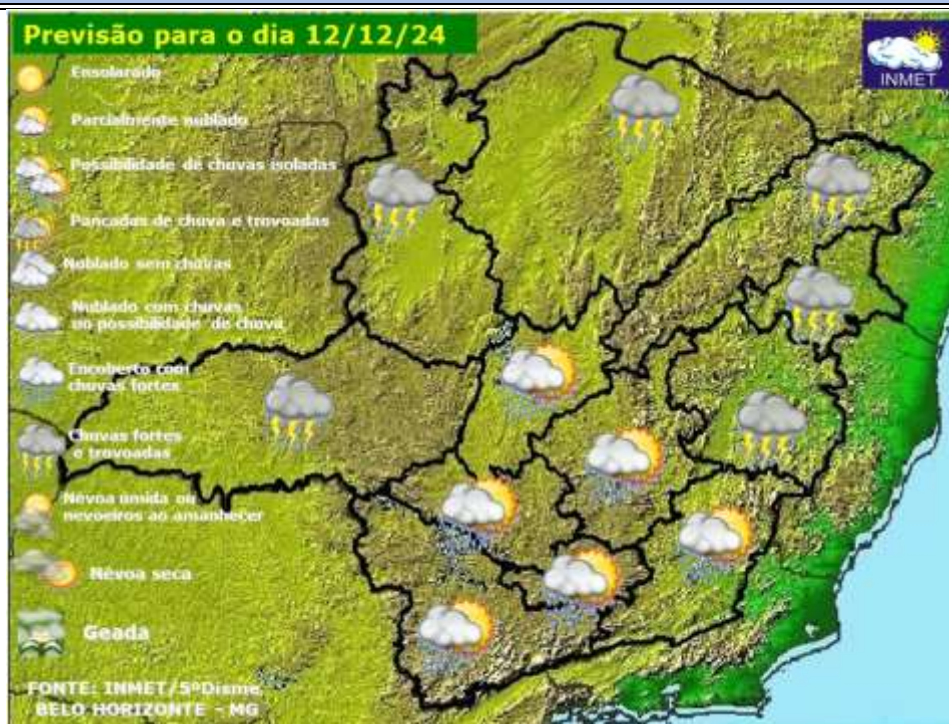 Previsão para o dia 12/12/24
INMET
Ensolarado
Parcialmente nublado
Possibilidade de chuvas isoladas
Pancadas de chuva e trovoadas
Nublado sem chuvas
Nublado com chuvas
ou possibilidade de chuva
Encoberto com
chuvas fortes
Chuvas fortes
e trovoadas
Névoa úmida ou
nevoeiros ao amanhecer
Névoa seca
Geada
FONTE: INMET/5ºDisme,
BELO HORIZONTE - MG